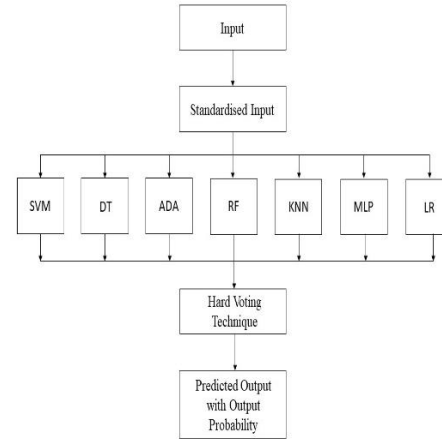 Input
Standardised Input
SVM DT ADA RF KNN MLP LR
Hard Voting
Technique
Predicted Output
with Output
Probability